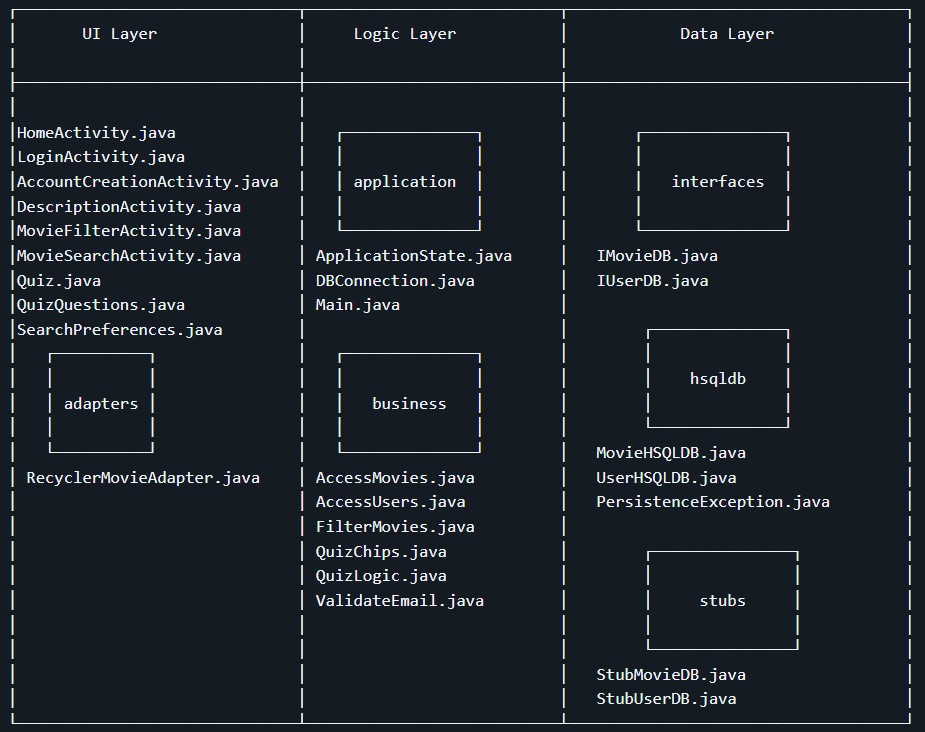 UI Layer
Logic Layer
Data Layer
HomeActivity.java
LoginActivity.java
AccountCreationActivity.java
DescriptionActivity.java
MovieFilterActivity.java
MovieSearchActivity.java
Quiz.java
QuizQuestions.java
SearchPreferences.java
adapters
RecyclerMovieAdapter.java
application
ApplicationState.java
DBConnection.java
Main.java
business
AccessMovies.java
AccessUsers.java
FilterMovies.java
QuizChips.java
QuizLogic.java
ValidateEmail.java
interfaces
IMovieDB.java
IUserDB.java
hsqldb
MovieHSQLDB.java
UserHSQLDB.java
PersistenceException.java
stubs
StubMovieDB.java
StubUserDB.java